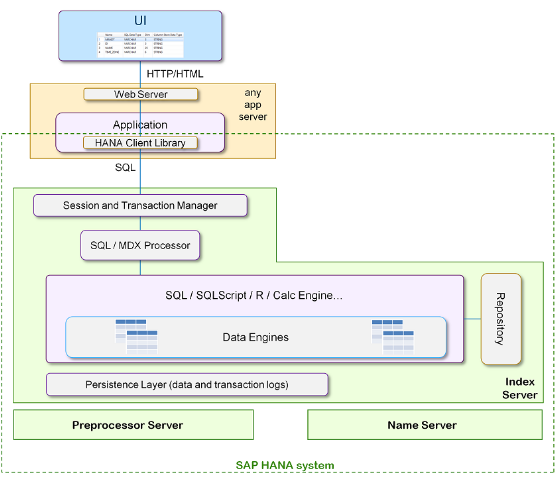 UI
HTTP/HTML
Web Server
any
app
server
Application
HANA Client Library
SQL
Session and Transaction Manager
SQL / MDX Processor
SQL / SQLScript / R / Calc Engine...
Data Engines
Repository
Persistence Layer (data and transaction logs)
Index
Server
Preprocessor Server
Name Server
SAP HANA system